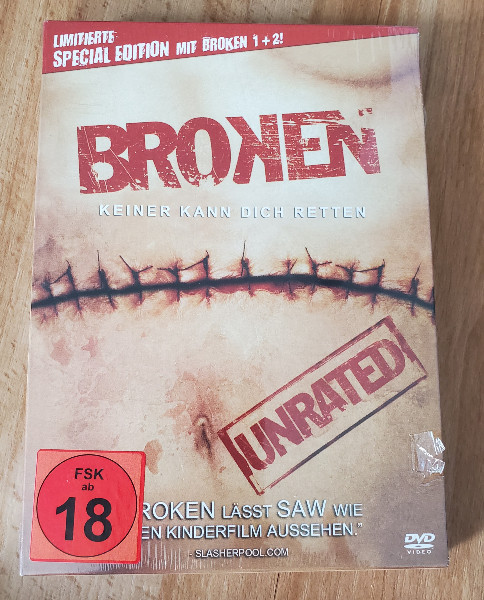 LIMITIERTE
SPECIAL EDITION MIT BROKEN 1 + 2!
BROKEN
KEINER KANN DICH RETTEN
UNRATED
FSK
ab
18
ROKEN LÄSST SAW WIE
EN KINDERFILM AUSSEHEN."
- SLASHERPOOL.COM
DVD
VIDEO